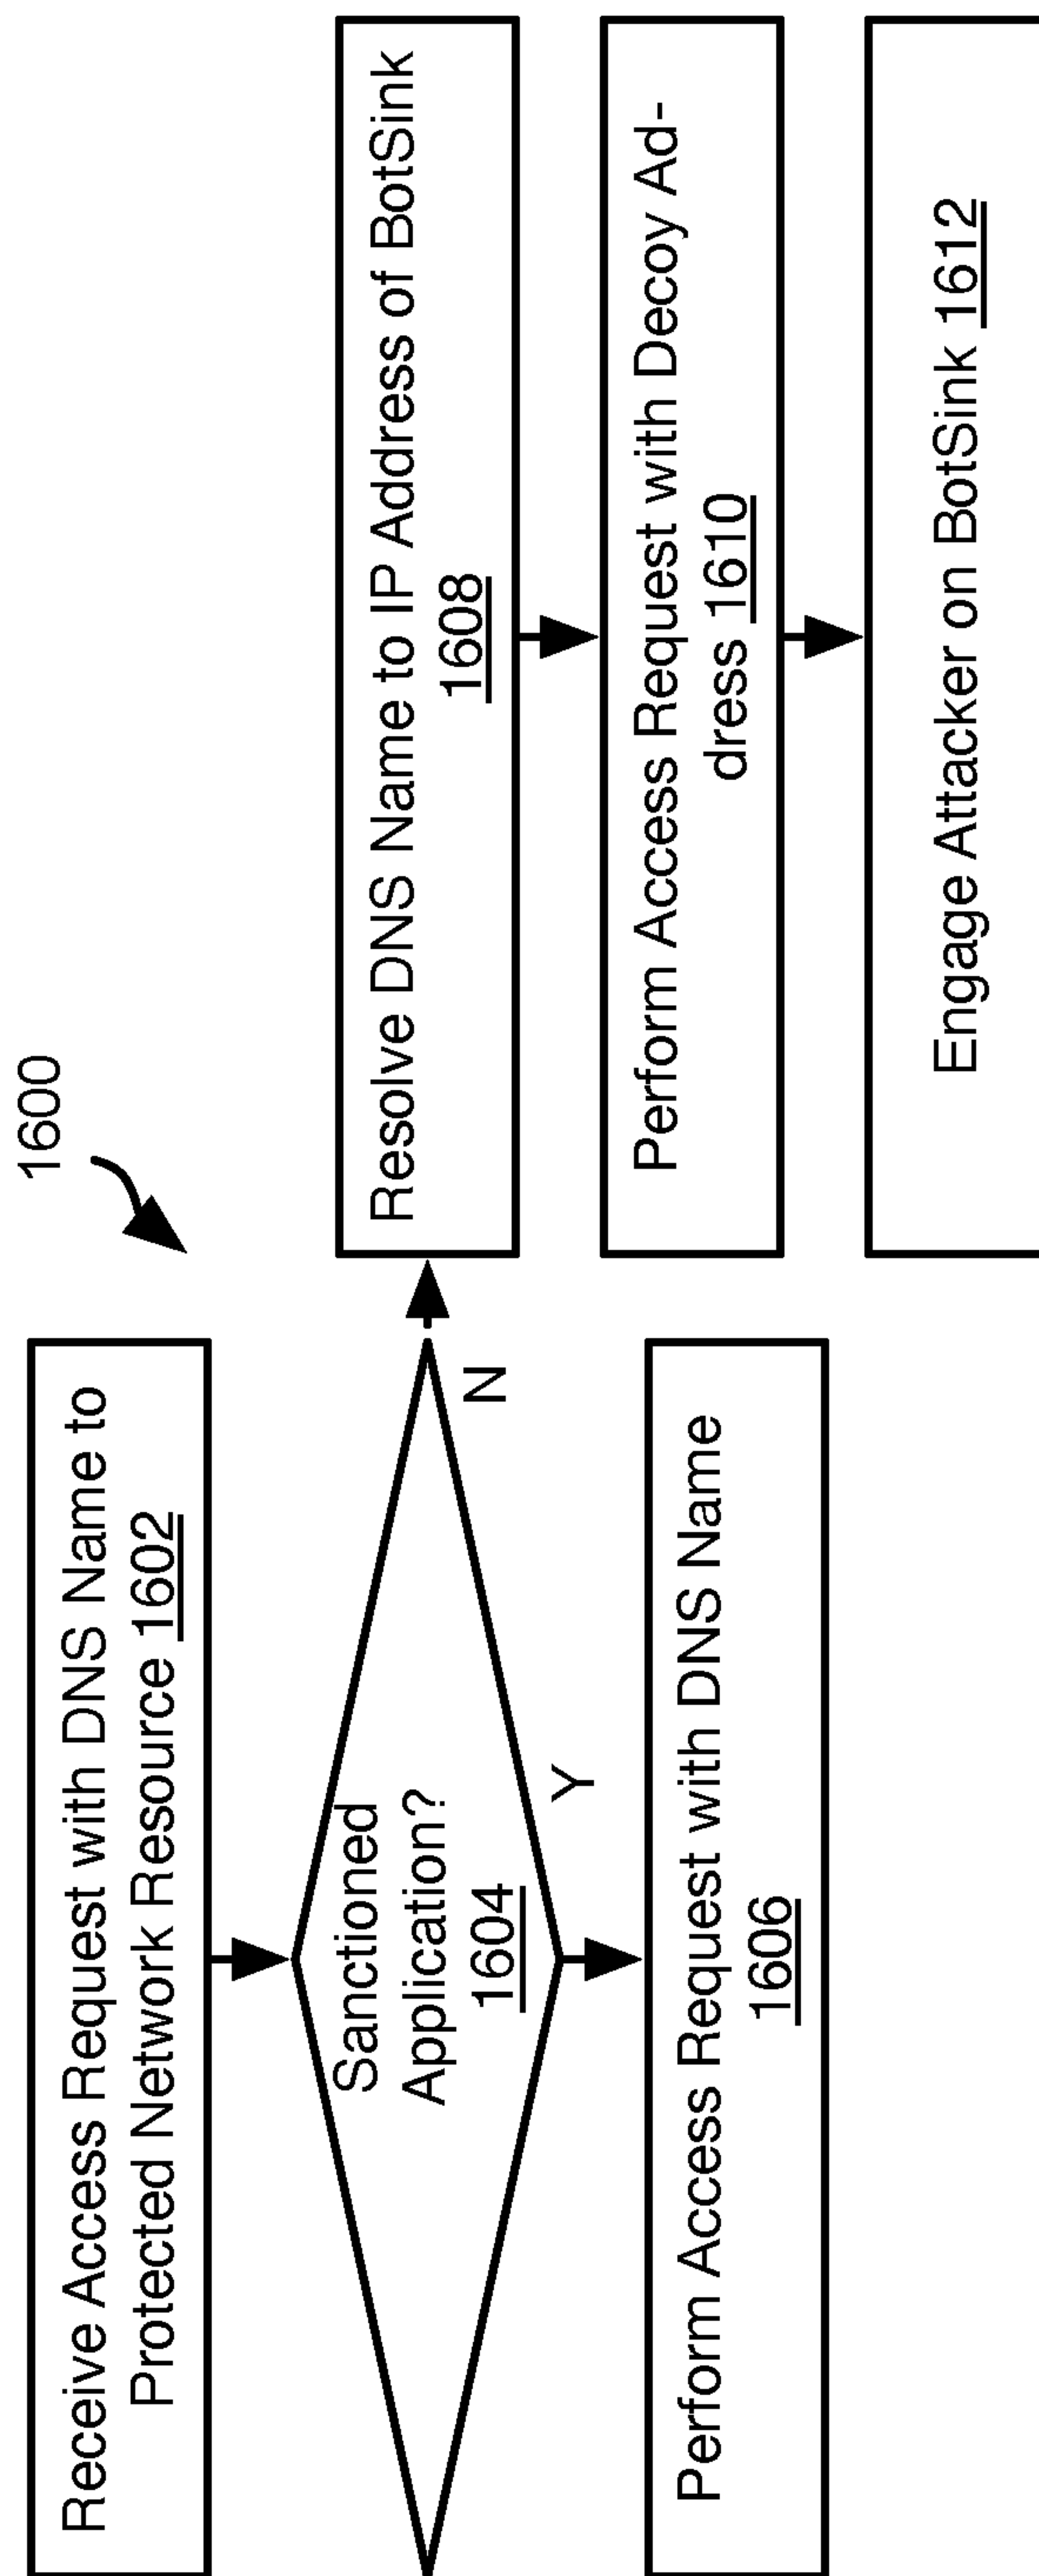 1600
Receive Access Request with DNS Name to
Protected Network Resource 1602
Sanctioned
Application?
1604
N
Y
Perform Access Request with DNS Name
1606
Resolve DNS Name to IP Address of BotSink
1608
Perform Access Request with Decoy Ad-
dress 1610
Engage Attacker on BotSink 1612